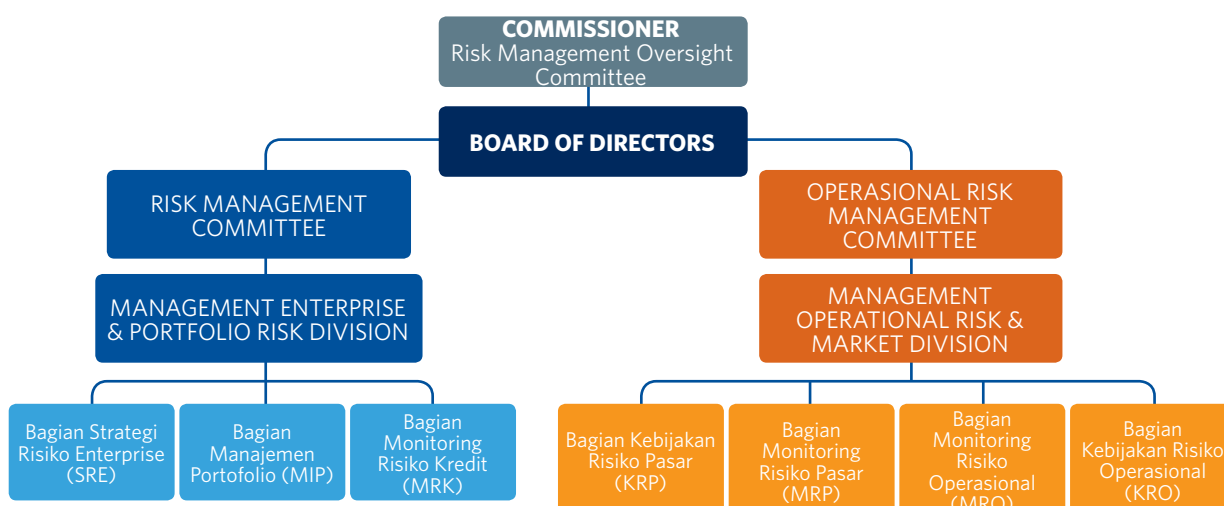 COMMISSIONER
Risk Management Oversight
Committee
BOARD OF DIRECTORS
RISK MANAGEMENT
COMMITTEE
OPERASIONAL RISK
MANAGEMENT
COMMITTEE
MANAGEMENT ENTERPRISE
& PORTFOLIO RISK DIVISION
MANAGEMENT
OPERATIONAL RISK &
MARKET DIVISION
Bagian Strategi
Risiko Enterprise
(SRE)
Bagian
Manajemen
Portofolio (MIP)
Bagian
Monitoring
Risiko Kredit
(MRK)
Bagian Kebijakan
Risiko Pasar
(KRP)
Bagian
Monitoring
Risiko Pasar
(MRP)
Bagian
Monitoring
Risiko
Operasional
(MRO)
Bagian
Kebijakan Risiko
Operasional
(KRO)